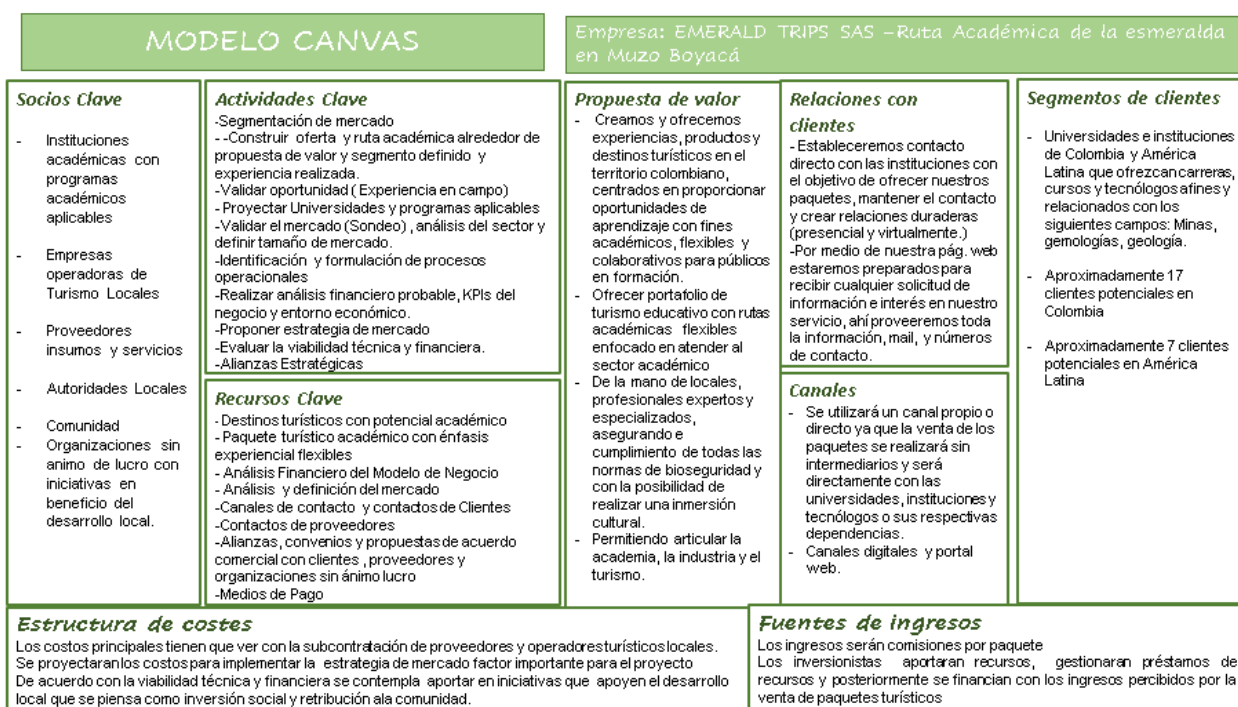 MODELO CANVAS
Empresa: EMERALD TRIPS SAS –Ruta Académica de la esmeralda
en Muzo Boyacá
Socios Clave
- Instituciones
académicas con
programas
académicos
aplicables
- Empresas
operadoras de
Turismo Locales
- Proveedores
insumos y servicios
- Autoridades Locales
- Comunidad
- Organizaciones sin
animo de lucro con
iniciativas en
beneficio del
desarrollo local.
Actividades Clave
-Segmentación de mercado
--Construir oferta y ruta académica alrededor de
propuesta de valor y segmento definido y
experiencia realizada.
-Validar oportunidad ( Experiencia en campo)
-Proyectar Universidades y programas aplicables
-Validar el mercado (Sondeo) , análisis del sector y
definir tamaño de mercado.
-Identificación y formulación de procesos
operacionales
-Realizar análisis financiero probable, KPIs del
negocio y entorno económico.
-Proponer estrategia de mercado
-Evaluar la viabilidad técnica y financiera.
-Alianzas Estratégicas
Recursos Clave
-Destinos turísticos con potencial académico
-Paquete turístico académico con énfasis
experiencial flexibles
- Análisis Financiero del Modelo de Negocio
- Análisis y definición del mercado
-Canales de contacto y contactos de Clientes
-Contactos de proveedores
-Alianzas, convenios y propuestas de acuerdo
comercial con clientes , proveedores y
organizaciones sin ánimo lucro
-Medios de Pago
Propuesta de valor
- Creamos y ofrecemos
experiencias, productos y
destinos turísticos en el
territorio colombiano,
centrados en proporcionar
oportunidades de
aprendizaje con fines
académicos, flexibles y
colaborativos para públicos
en formación.
- Ofrecer portafolio de
turismo educativo con rutas
académicas flexibles
enfocado en atender al
sector académico
- De la mano de locales,
profesionales expertos y
especializados,
asegurando e
cumplimiento de todas las
normas de bioseguridad y
con la posibilidad de
realizar una inmersión
cultural.
- Permitiendo articular la
academia, la industria y el
turismo.
Relaciones con
clientes
- Estableceremos contacto
directo con las instituciones con
el objetivo de ofrecer nuestros
paquetes, mantener el contacto
y crear relaciones duraderas
(presencial y virtualmente.)
-Por medio de nuestra pág. web
estaremos preparados para
recibir cualquier solicitud de
información e interés en nuestro
servicio, ahí proveeremos toda
la información, mail, y números
de contacto.
Canales
- Se utilizará un canal propio o
directo ya que la venta de los
paquetes se realizará sin
intermediarios y será
directamente con las
universidades, instituciones y
tecnólogos o sus respectivas
dependencias.
- Canales digitales y portal
web.
Segmentos de clientes
- Universidades e instituciones
de Colombia y América
Latina que ofrezcan carreras,
cursos y tecnólogos afines y
relacionados con los
siguientes campos: Minas,
gemologías, geología.
- Aproximadamente 17
clientes potenciales en
Colombia
- Aproximadamente 7 clientes
potenciales en América
Latina
Estructura de costes
Los costos principales tienen que ver con la subcontratación de proveedores y operadores turísticos locales.
Se proyectaran los costos para implementar la estrategia de mercado factor importante para el proyecto
De acuerdo con la viabilidad técnica y financiera se contempla aportar en iniciativas que apoyen el desarrollo
local que se piensa como inversión social y retribución ala comunidad.
Fuentes de ingresos
Los ingresos serán comisiones por paquete
Los inversionistas aportaran recursos, gestionaran préstamos de
recursos y posteriormente se financian con los ingresos percibidos por la
venta de paquetes turísticos